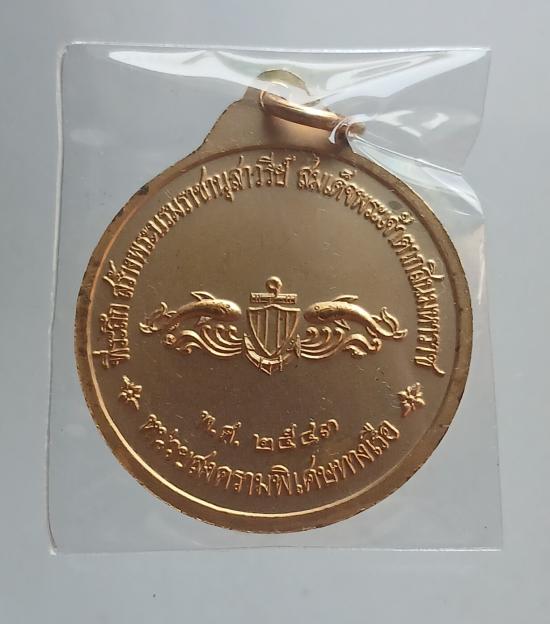 ที่ระลึก สร้างพระบรมราชานุสาวรีย์ สมเด็จพระเจ้าตากสินมหาราช
พ.ศ. ๒๕๔๓
หน่วยสงครามพิเศษทางเรือ